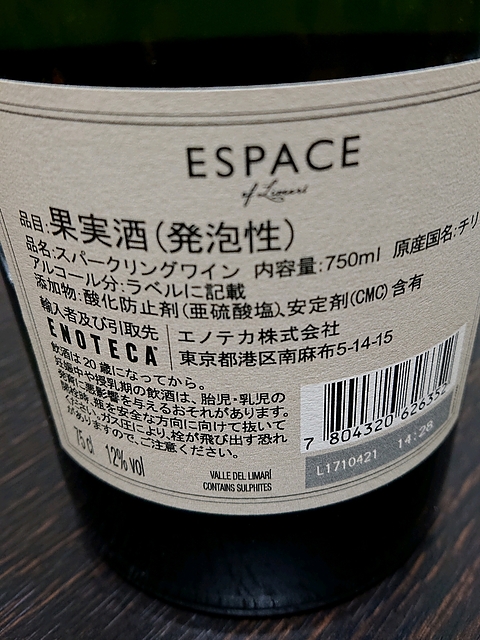 ESPACE
of Limarí
品目:果実酒(発泡性)
品名:スパークリングワイン 内容量:750ml 原産国名:チリ
アルコール分:ラベルに記載
添加物:酸化防止剤(亜硫酸塩)、安定剤(CMC)含有
輸入者及び引取先
ENOTECA
エノテカ株式会社
東京都港区南麻布5-14-15
飲酒は20歳になってから。
妊娠中や授乳期の飲酒は、胎児・乳児の
発育に悪影響を与えるおそれがあります。
開栓時、瓶を安全な方向に向けて抜いて
ください。ガス圧により、栓が飛び出す恐れ
がありますので、ご注意ください。
75 cl 12% vol
VALLE DEL LIMARÍ
CONTAINS SULPHITES
7 804320 626352
L1710421 14:28